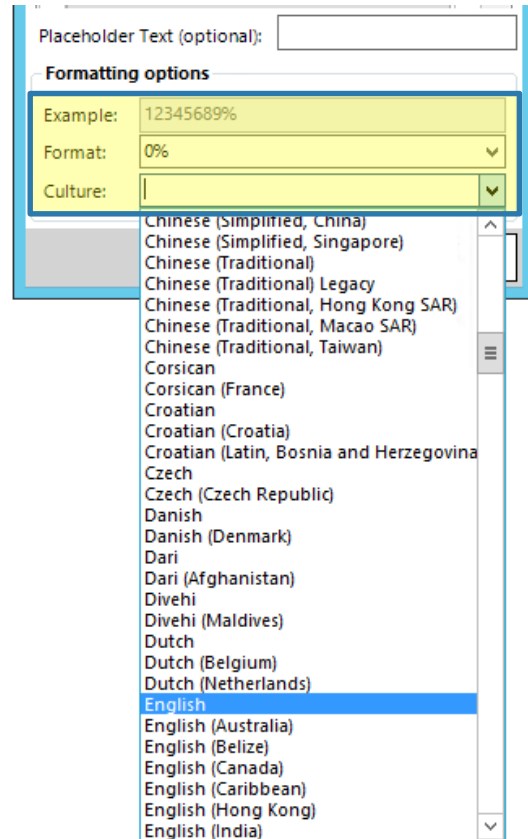 Placeholder Text (optional):
Formatting options
Example: 12345689%
Format: 0%
Culture:
Chinese (Simplified, China)
Chinese (Simplified, Singapore)
Chinese (Traditional)
Chinese (Traditional) Legacy
Chinese (Traditional, Hong Kong SAR)
Chinese (Traditional, Macao SAR)
Chinese (Traditional, Taiwan)
Corsican
Corsican (France)
Croatian
Croatian (Croatia)
Croatian (Latin, Bosnia and Herzegovina
Czech
Czech (Czech Republic)
Danish
Danish (Denmark)
Dari
Dari (Afghanistan)
Divehi
Divehi (Maldives)
Dutch
Dutch (Belgium)
Dutch (Netherlands)
English
English (Australia)
English (Belize)
English (Canada)
English (Caribbean)
English (Hong Kong)
English (India)